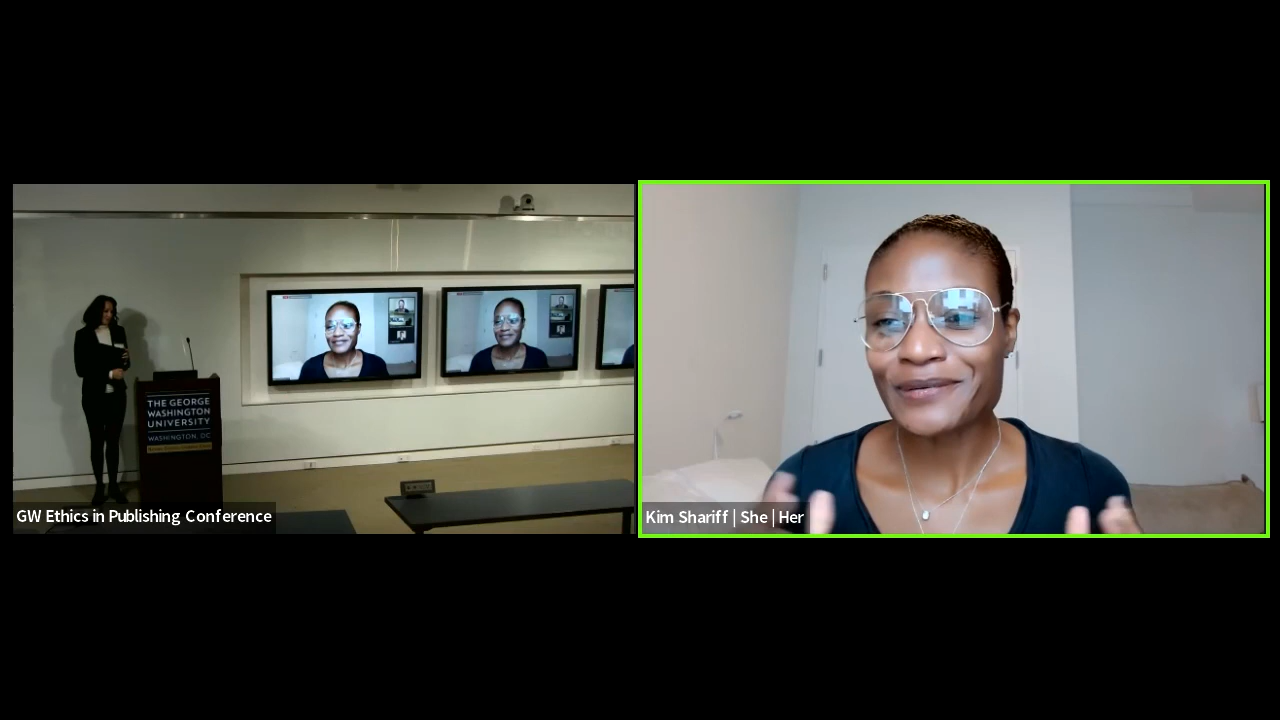 THE GEORGE
WASHINGTON
UNIVERSITY
WASHINGTON, DC
GW Ethics in Publishing Conference
Kim Shariff | She | Her